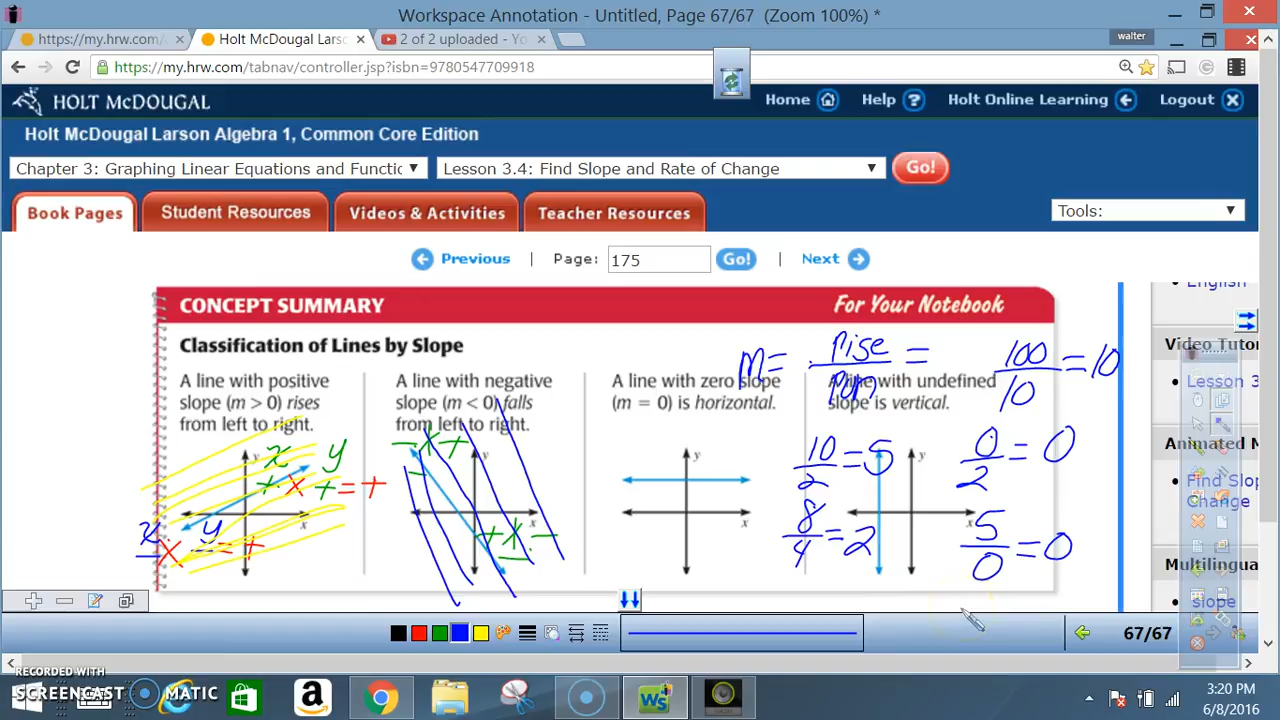 Workspace Annotation - Untitled, Page 67/67 (Zoom 100%) *
https://my.hrw.com/
Holt McDougal Lars
2 of 2 uploaded - Yo
walter
https://my.hrw.com/tabnav/controller.jsp?isbn=9780547709918
HOLT MCDOUGAL
Home
Help
Holt Online Learning
Logout
Holt McDougal Larson Algebra 1, Common Core Edition
Chapter 3: Graphing Linear Equations and Functic
Lesson 3.4: Find Slope and Rate of Change
Go!
Book Pages
Student Resources
Videos & Activities
Teacher Resources
Tools:
Previous | Page: 175 Go! | Next
English
CONCEPT SUMMARY
For Your Notebook
Video Tutor
Lesson 3
Animated M
Find Slop
Change
Multilingua
slope
Classification of Lines by Slope
m = rise = 100 = 10
run 10
A line with positive
slope (m > 0) rises
from left to right.
y
x
x y
+ x + = +
x y
- x - = +
A line with negative
slope (m < 0) falls
from left to right.
y
x
- x +
-
+ x -
-
A line with zero slope
(m = 0) is horizontal.
y
x
A line with undefined
slope is vertical.
y
x
10 = 5
2
8 = 2
4
0 = 0
2
5 = 0
0
67/67
RECORDED WITH
SCREENCAST MATIC
WS
3:20 PM
6/8/2016